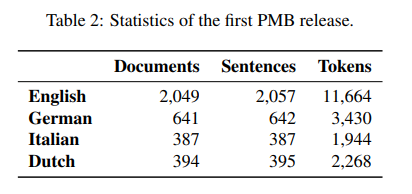 Table 2: Statistics of the first PMB release.
Documents Sentences Tokens
English 2,049 2,057 11,664
German 641 642 3,430
Italian 387 387 1,944
Dutch 394 395 2,268